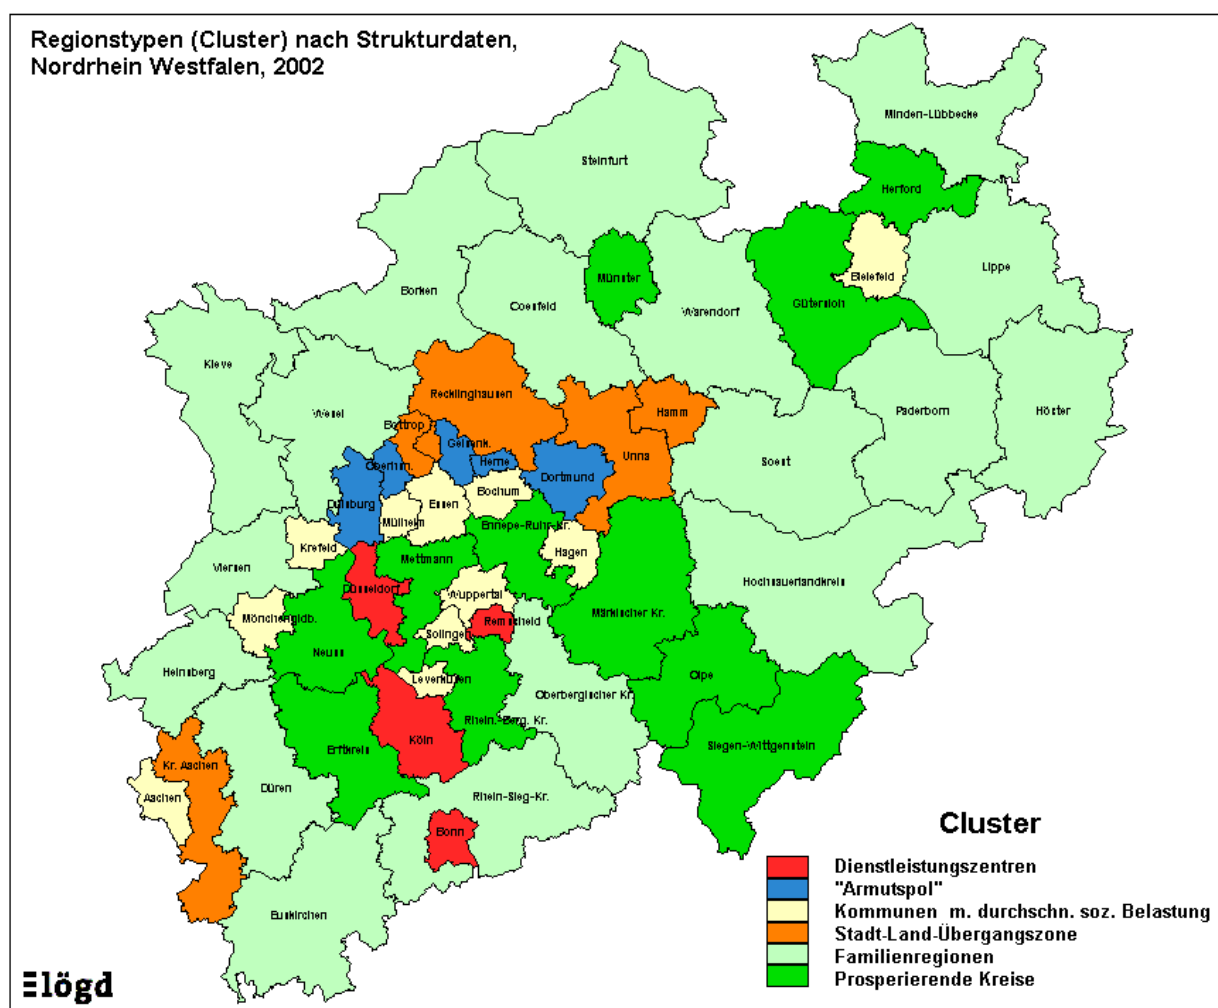 Regionstypen (Cluster) nach Strukturdaten,
Nordrhein Westfalen, 2002
Minden-Lübbecke
Steinfurt
Herford
Bielefeld
Lippe
Münster
Borken
Coesfeld
Warendorf
Gütersloh
Kleve
Wesel
Recklinghausen
Hamm
Paderborn
Höxter
Bottrop
Gelsenk.
Unna
Soest
Oberhm.
Herne
Dortmund
Duisburg
Essen
Bochum
Mülheim
Ennepe-Ruhr-Kr.
Krefeld
Hagen
Mettmann
Viersen
Hochsauerlandkreis
Düsseldorf
Wuppertal
Mönchengldb.
Solingen
Remscheid
Märkischer Kr.
Neuss
Heinsberg
Leverkusen
Olpe
Oberbergischer Kr.
Rhein.-Berg. Kr.
Köln
Erftkreis
Siegen-Wittgenstein
Kr. Aachen
Aachen
Düren
Rhein-Sieg-Kr.
Bonn
Euskirchen
Cluster
Dienstleistungszentren
"Armutspol"
Kommunen m. durchschn. soz. Belastung
Stadt-Land-Übergangszone
Familienregionen
Prosperierende Kreise
lögd